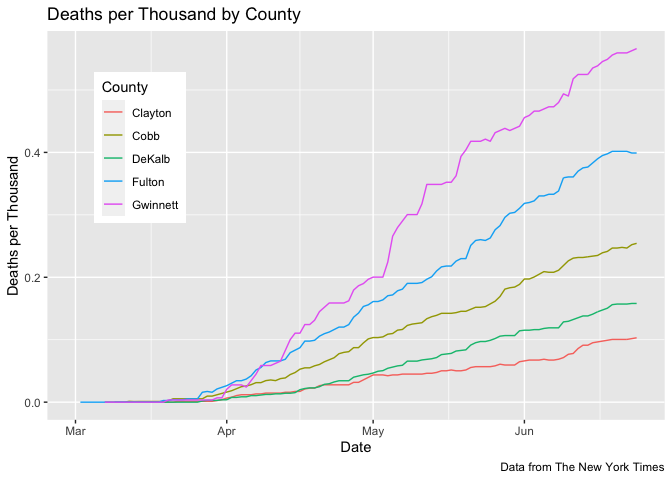 Deaths per Thousand by County
Deaths per Thousand
0.4
0.2
0.0
County
Clayton
Cobb
DeKalb
Fulton
Gwinnett
Mar
Apr
May
Jun
Date
Data from The New York Times